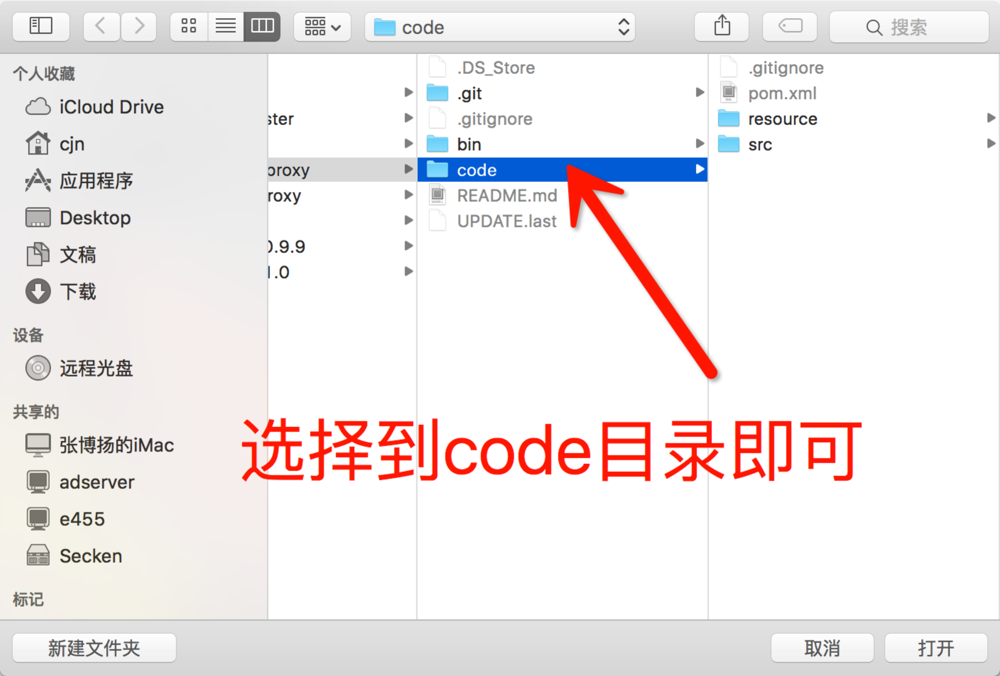 code
搜索
个人收藏
iCloud Drive
cjn
应用程序
Desktop
文稿
下载
设备
远程光盘
共享的
张博扬的iMac
adserver
e455
Secken
标记
ster
proxy
roxy
0.9.9
1.0
.DS_Store
.git
.gitignore
bin
code
README.md
UPDATE.last
.gitignore
pom.xml
resource
src
选择到code目录即可
新建文件夹
取消
打开